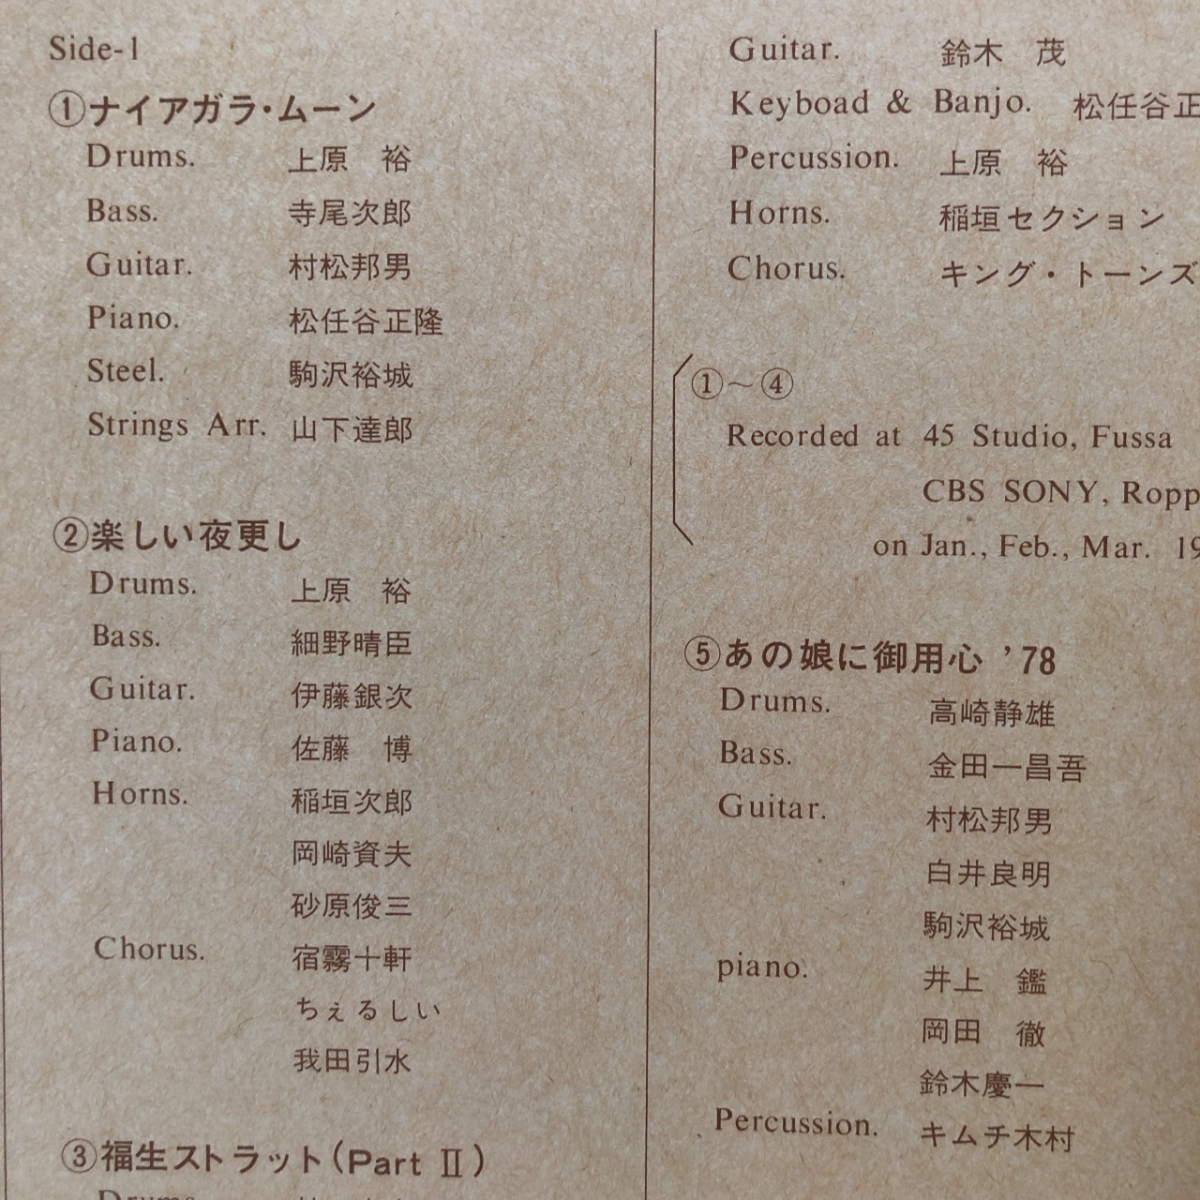 Side-1
①ナイアガラ・ムーン
Drums. 上原 裕
Bass. 寺尾次郎
Guitar. 村松邦男
Piano. 松任谷正隆
Steel. 駒沢裕城
Strings Arr. 山下達郎
②楽しい夜更し
Drums. 上原 裕
Bass. 細野晴臣
Guitar. 伊藤銀次
Piano. 佐藤 博
Horns. 稲垣次郎
岡崎資夫
砂原俊三
Chorus. 宿霧十軒
ちぇるしい
我田引水
③福生ストラット(Part Ⅱ)
Drums
Guitar. 鈴木 茂
Keyboad & Banjo. 松任谷正
Percussion. 上原 裕
Horns. 稲垣セクション
Chorus. キング・トーンズ
①～④
Recorded at 45 Studio, Fussa
CBS SONY, Ropp
on Jan., Feb., Mar. 19
⑤あの娘に御用心 '78
Drums. 高崎静雄
Bass. 金田一昌吾
Guitar. 村松邦男
白井良明
駒沢裕城
piano. 井上 鑑
岡田 徹
鈴木慶一
Percussion. キムチ木村